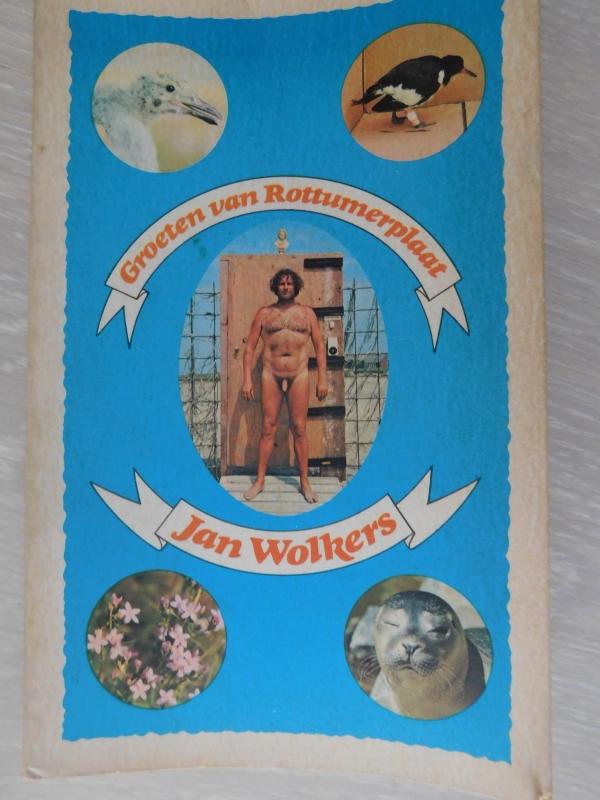 Groeten van Rottumerplaat
Jan Wolkers